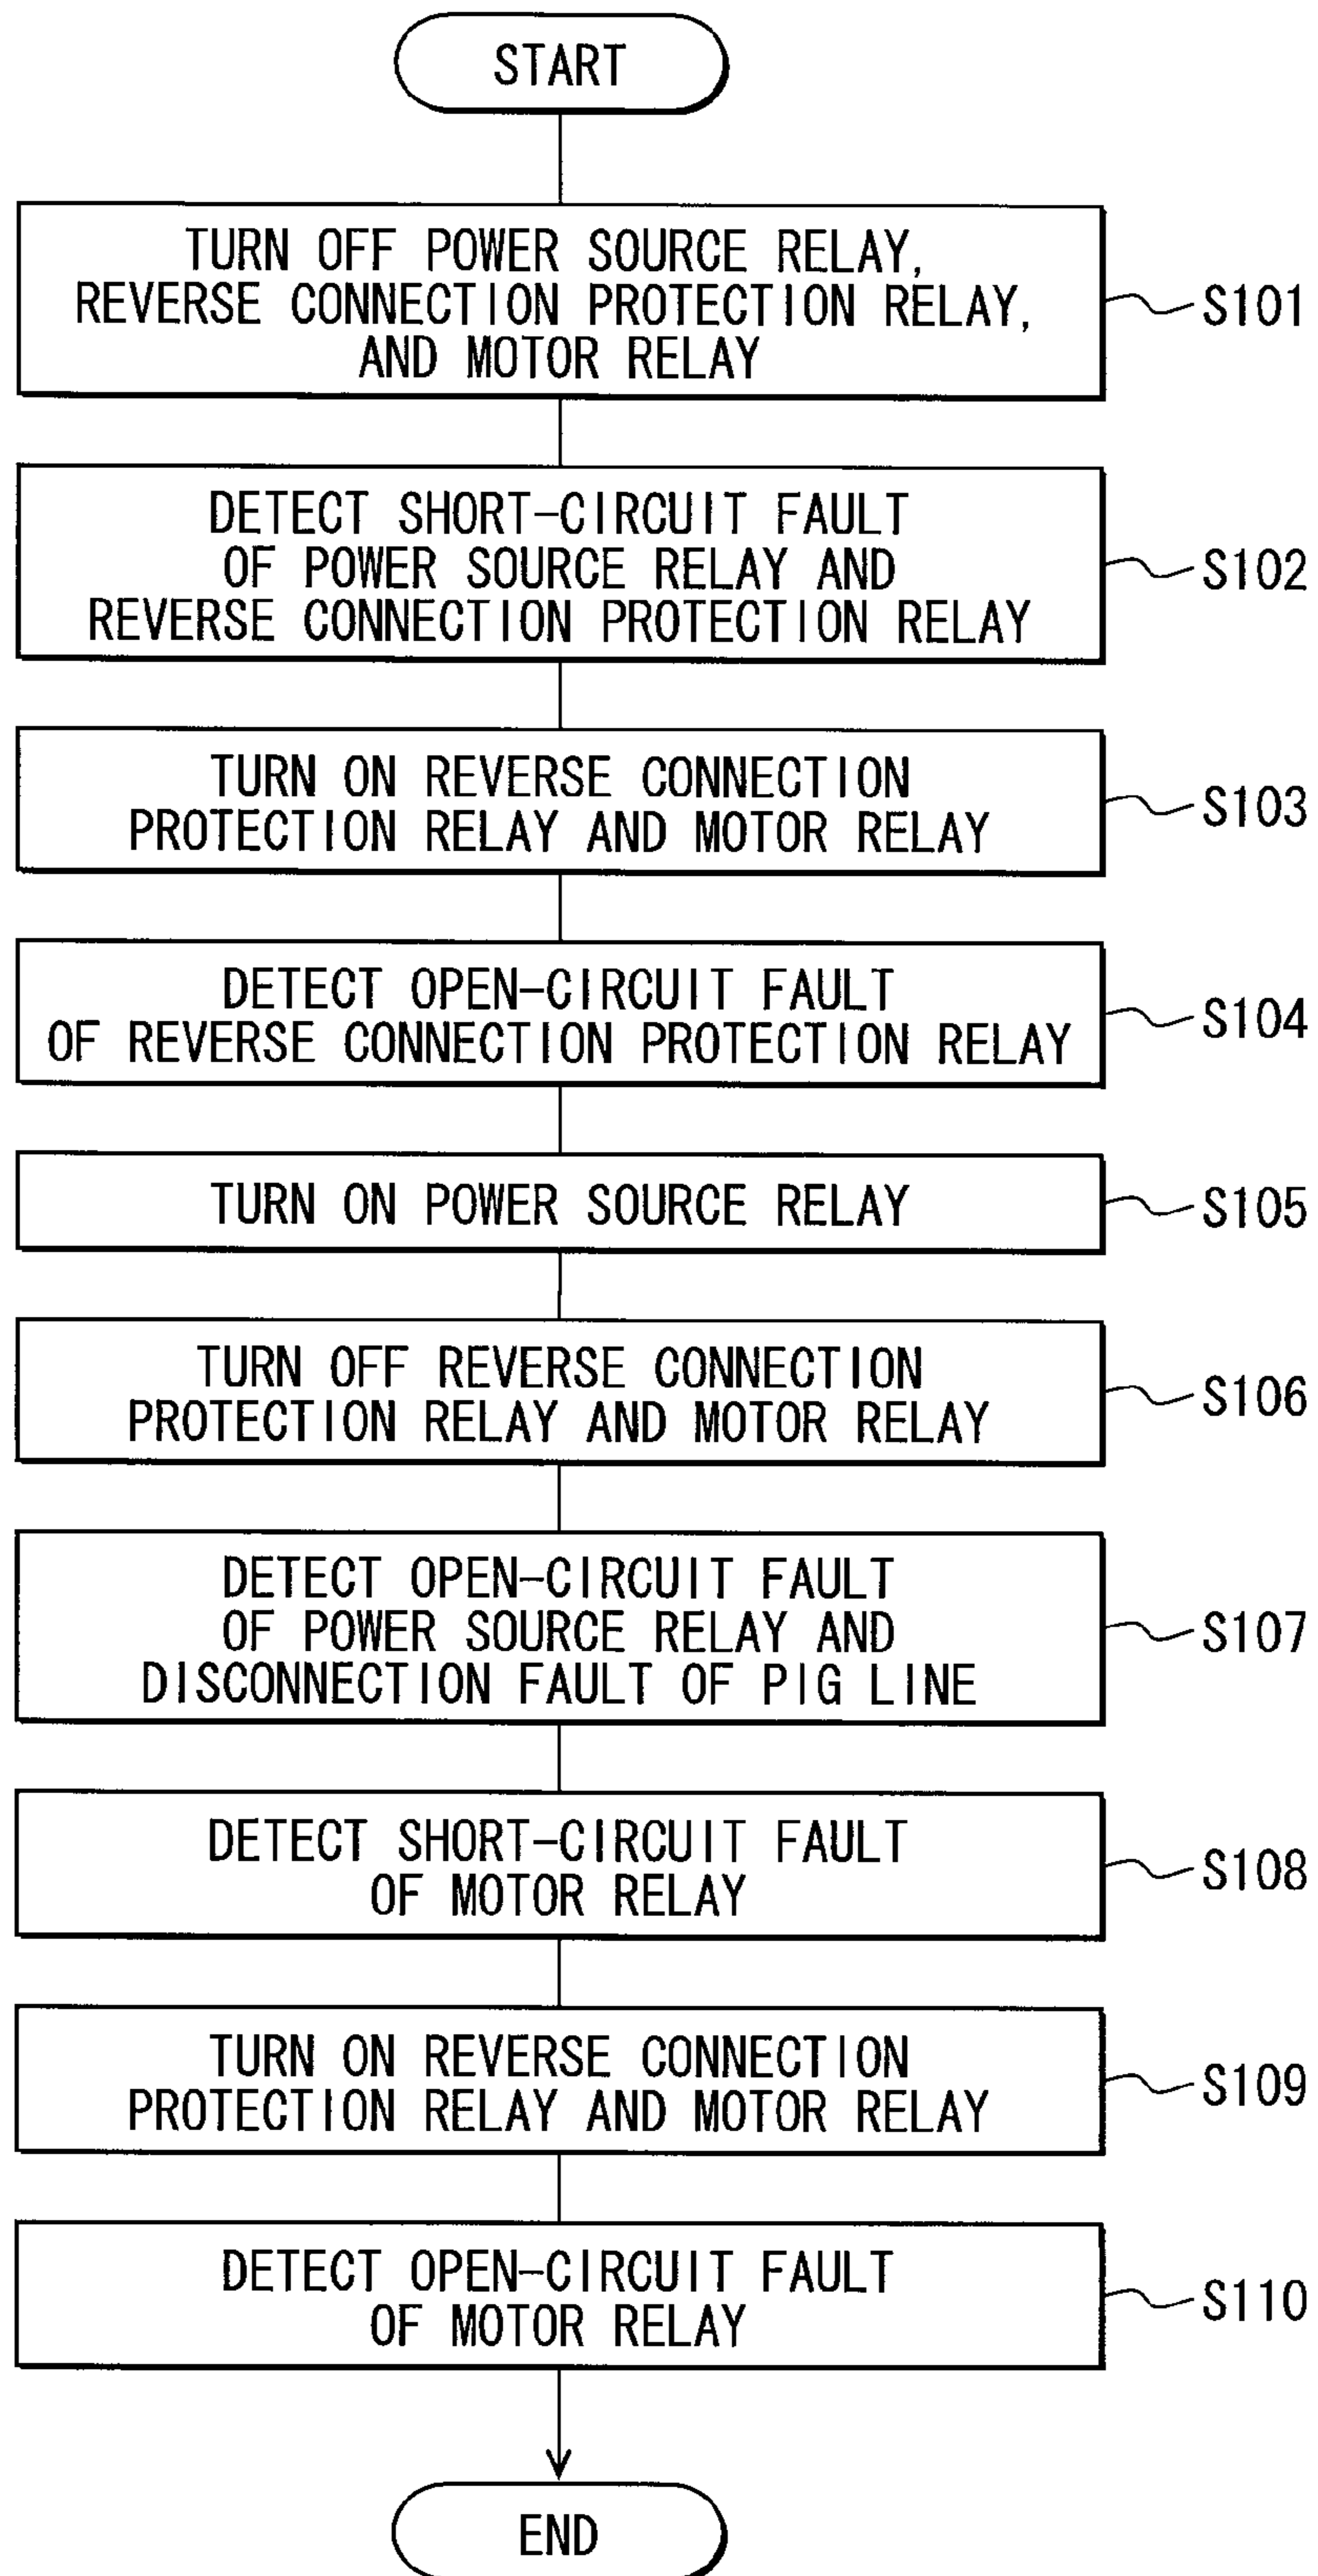 START
TURN OFF POWER SOURCE RELAY,
REVERSE CONNECTION PROTECTION RELAY,
AND MOTOR RELAY
S101
DETECT SHORT-CIRCUIT FAULT
OF POWER SOURCE RELAY AND
REVERSE CONNECTION PROTECTION RELAY
S102
TURN ON REVERSE CONNECTION
PROTECTION RELAY AND MOTOR RELAY
S103
DETECT OPEN-CIRCUIT FAULT
OF REVERSE CONNECTION PROTECTION RELAY
S104
TURN ON POWER SOURCE RELAY
S105
TURN OFF REVERSE CONNECTION
PROTECTION RELAY AND MOTOR RELAY
S106
DETECT OPEN-CIRCUIT FAULT
OF POWER SOURCE RELAY AND
DISCONNECTION FAULT OF PIG LINE
S107
DETECT SHORT-CIRCUIT FAULT
OF MOTOR RELAY
S108
TURN ON REVERSE CONNECTION
PROTECTION RELAY AND MOTOR RELAY
S109
DETECT OPEN-CIRCUIT FAULT
OF MOTOR RELAY
S110
END